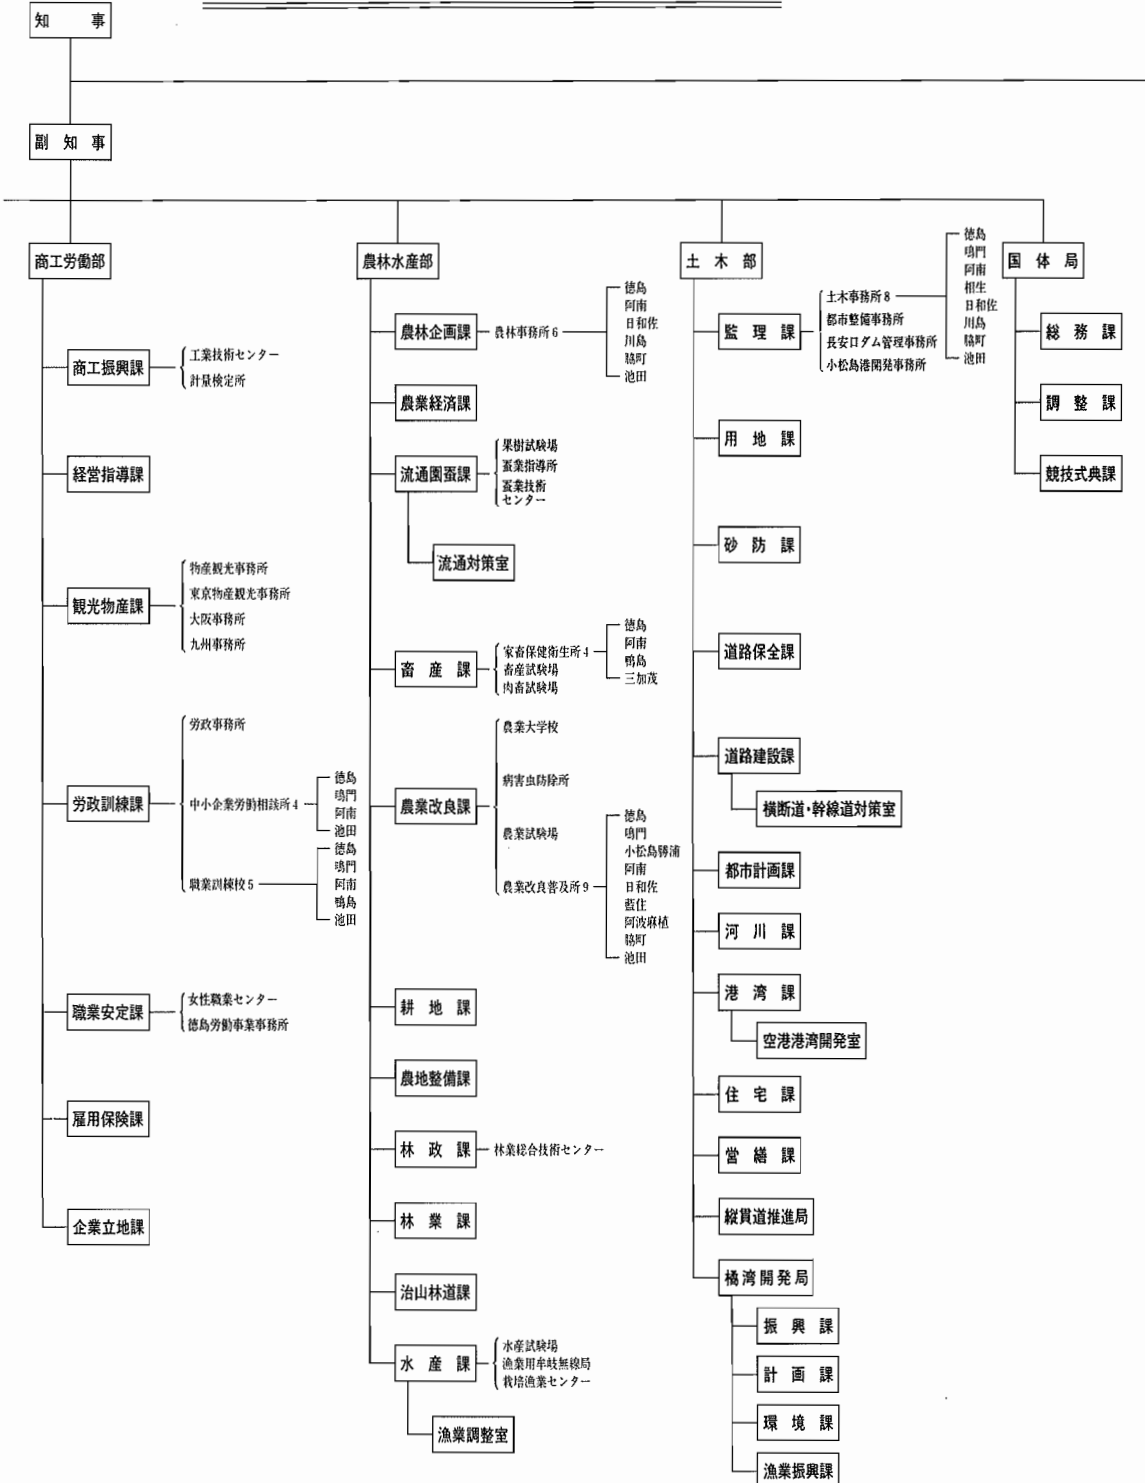 知事
副知事
商工労働部
商工振興課
工業技術センター
計量検定所
経営指導課
観光物産課
物産観光事務所
東京物産観光事務所
大阪事務所
九州事務所
労政訓練課
労政事務所
中小企業労働相談所4
徳島
鳴門
阿南
池田
職業訓練校5
徳島
鳴門
阿南
鴨島
池田
職業安定課
女性職業センター
徳島労働事業事務所
雇用保険課
企業立地課
農林水産部
農林企画課
農林事務所6
徳島
阿南
日和佐
川島
脇町
池田
農業経済課
流通園蚕課
果樹試験場
蚕業指導所
蚕業技術
センター
流通対策室
畜産課
家畜保健衛生所4
徳島
阿南
鴨島
三加茂
畜産試験場
肉畜試験場
農業改良課
農業大学校
病害虫防除所
農業試験場
農業改良普及所9
徳島
鳴門
小松島勝浦
阿南
日和佐
藍住
阿波麻植
脇町
池田
耕地課
農地整備課
林政課
林業総合技術センター
林業課
治山林道課
水産課
水産試験場
漁業用牟岐無線局
栽培漁業センター
漁業調整室
土木部
監理課
土木事務所8
徳島
鳴門
阿南
相生
日和佐
川島
脇町
池田
都市整備事務所
長安口ダム管理事務所
小松島港開発事務所
用地課
砂防課
道路保全課
道路建設課
横断道・幹線道対策室
都市計画課
河川課
港湾課
空港港湾開発室
住宅課
営繕課
縦貫道推進局
橘湾開発局
振興課
計画課
環境課
漁業振興課
国体局
総務課
調整課
競技式典課